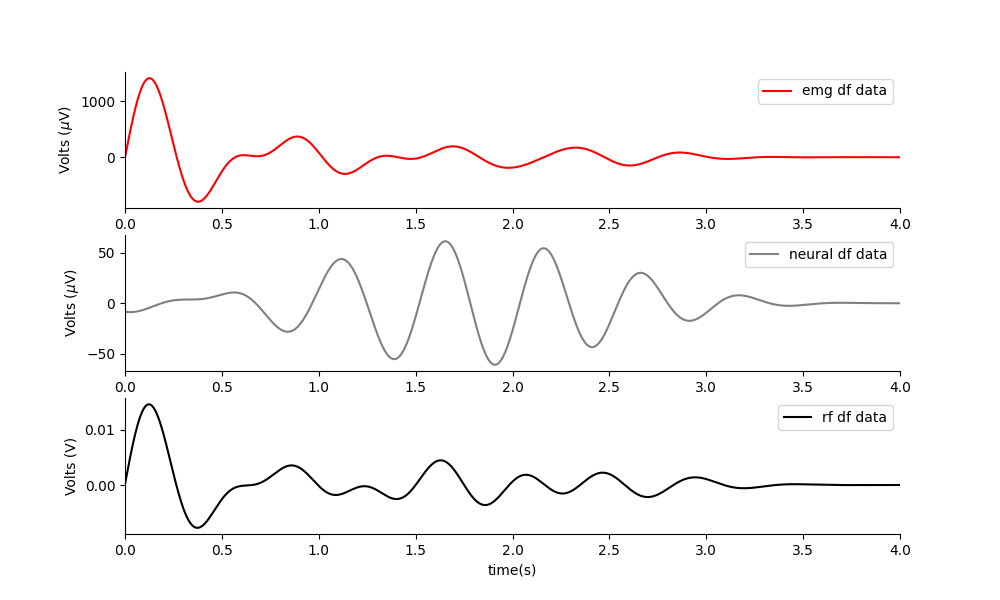 emg df data
Volts (μV)
1000
0
0.0 0.5 1.0 1.5 2.0 2.5 3.0 3.5 4.0
neural df data
Volts (μV)
50
0
−50
0.0 0.5 1.0 1.5 2.0 2.5 3.0 3.5 4.0
rf df data
Volts (V)
0.01
0.00
0.0 0.5 1.0 1.5 2.0 2.5 3.0 3.5 4.0
time(s)